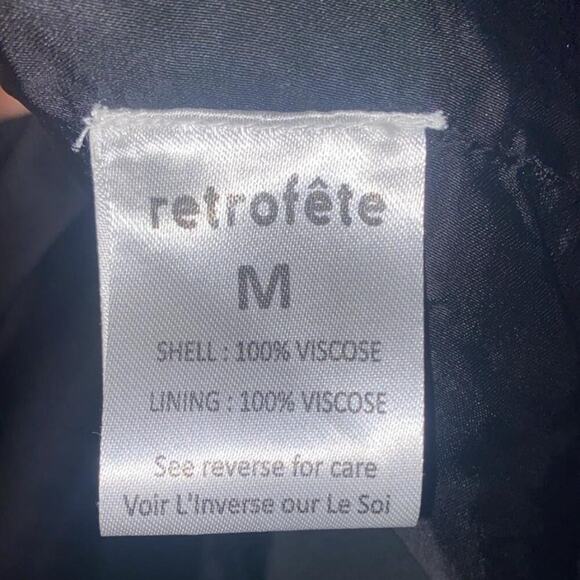 retrofête
M
SHELL : 100% VISCOSE
LINING : 100% VISCOSE
See reverse for care
Voir L'Inverse our Le Soi